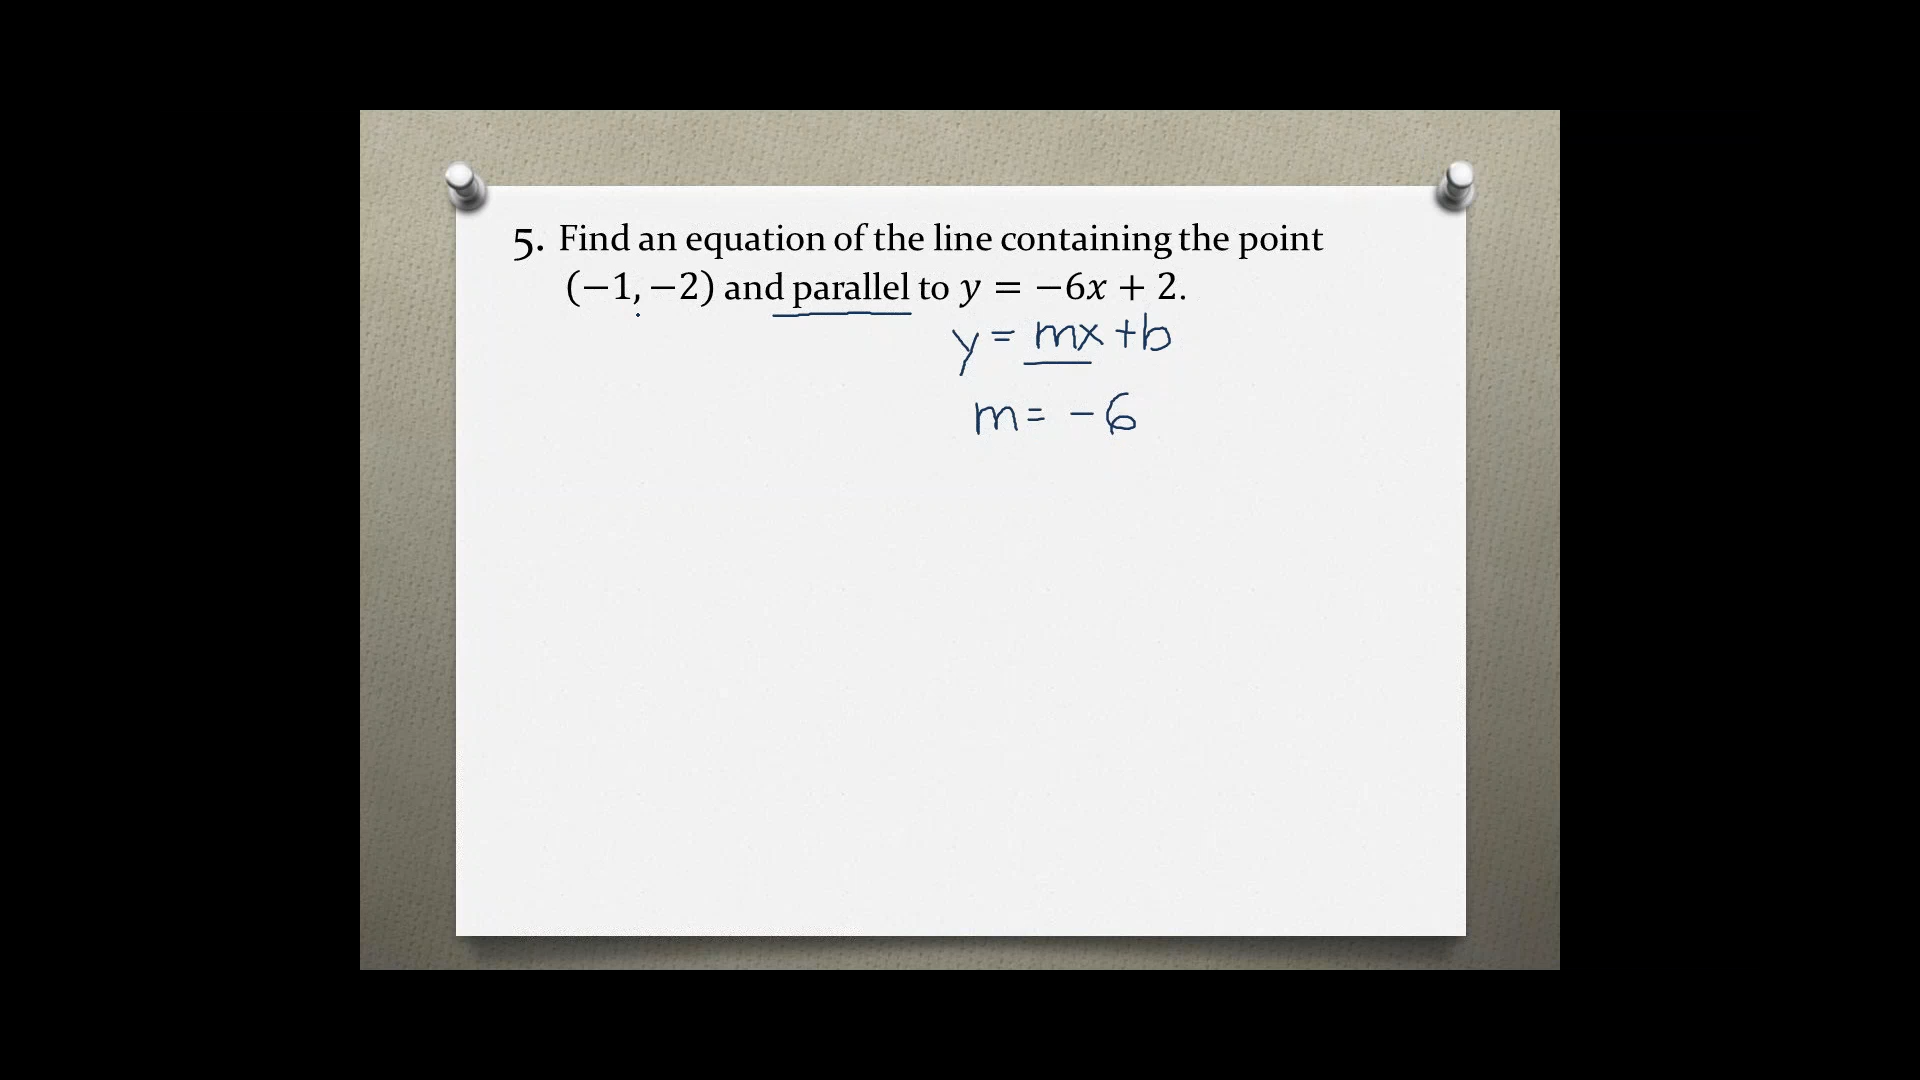 5. Find an equation of the line containing the point
(−1, −2) and parallel to y = −6x + 2.
y = mx + b
m = −6